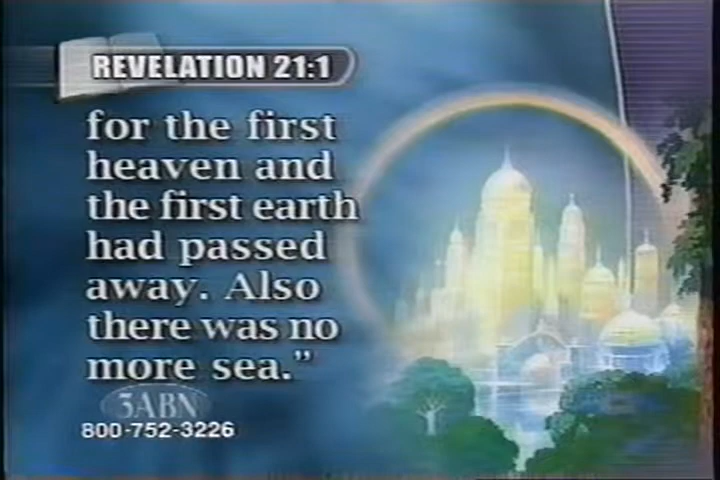 REVELATION 21:1
for the first
heaven and
the first earth
had passed
away. Also
there was no
more sea.”
3ABN
800-752-3226